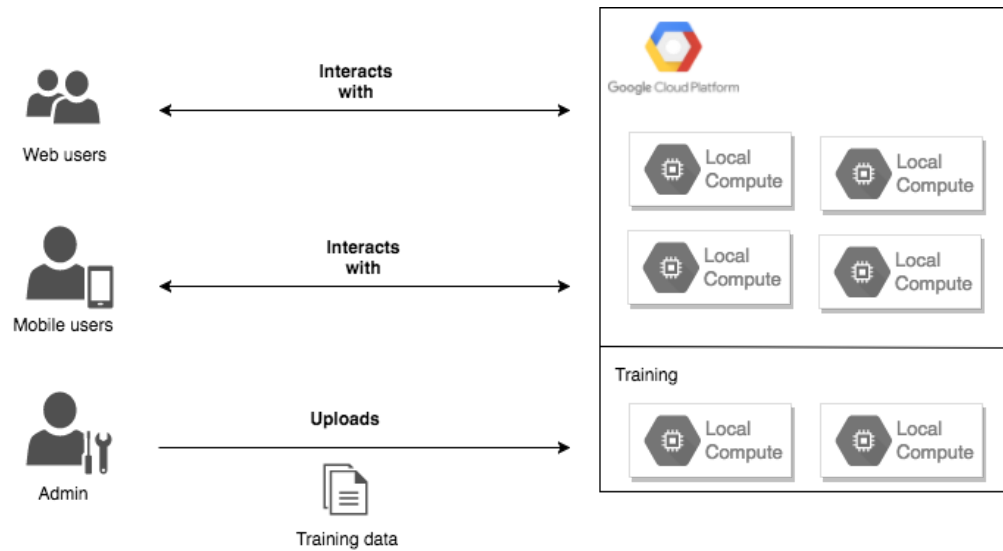 Interacts
with
Google Cloud Platform
Web users
Local
Compute
Local
Compute
Interacts
with
Local
Compute
Local
Compute
Mobile users
Training
Uploads
Local
Compute
Local
Compute
Admin
Training data